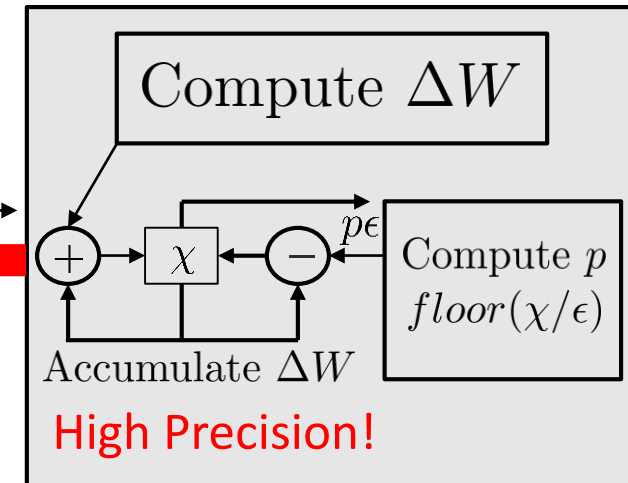 Compute ΔW
+
χ
−
pϵ
Compute p
floor(χ/ϵ)
Accumulate ΔW
High Precision!